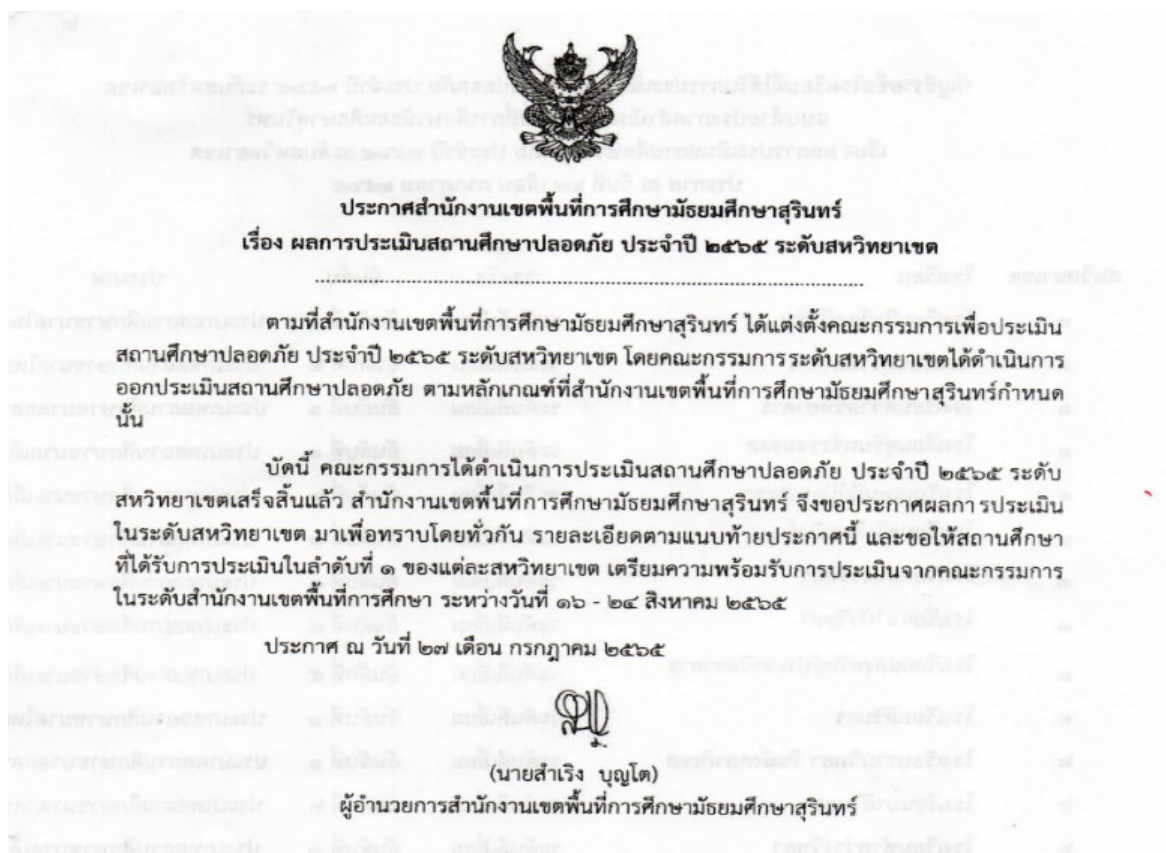 ประกาศสำนักงานเขตพื้นที่การศึกษามัธยมศึกษาสุรินทร์
เรื่อง ผลการประเมินสถานศึกษาปลอดภัย ประจำปี ๒๕๖๕ ระดับสหวิทยาเขต
ตามที่สำนักงานเขตพื้นที่การศึกษามัธยมศึกษาสุรินทร์ ได้แต่งตั้งคณะกรรมการเพื่อประเมิน
สถานศึกษาปลอดภัย ประจำปี ๒๕๖๕ ระดับสหวิทยาเขต โดยคณะกรรมการระดับสหวิทยาเขตได้ดำเนินการ
ออกประเมินสถานศึกษาปลอดภัย ตามหลักเกณฑ์ที่สำนักงานเขตพื้นที่การศึกษามัธยมศึกษาสุรินทร์กำหนด
นั้น
บัดนี้ คณะกรรมการได้ดำเนินการประเมินสถานศึกษาปลอดภัย ประจำปี ๒๕๖๕ ระดับ
สหวิทยาเขตเสร็จสิ้นแล้ว สำนักงานเขตพื้นที่การศึกษามัธยมศึกษาสุรินทร์ จึงขอประกาศผลการประเมิน
ในระดับสหวิทยาเขต มาเพื่อทราบโดยทั่วกัน รายละเอียดตามแนบท้ายประกาศนี้ และขอให้สถานศึกษา
ที่ได้รับการประเมินในลำดับที่ ๑ ของแต่ละสหวิทยาเขต เตรียมความพร้อมรับการประเมินจากคณะกรรมการ
ในระดับสำนักงานเขตพื้นที่การศึกษา ระหว่างวันที่ ๑๖ - ๒๔ สิงหาคม ๒๕๖๕
ประกาศ ณ วันที่ ๒๗ เดือน กรกฎาคม ๒๕๖๕
(นายสำเริง บุญโต)
ผู้อำนวยการสำนักงานเขตพื้นที่การศึกษามัธยมศึกษาสุรินทร์